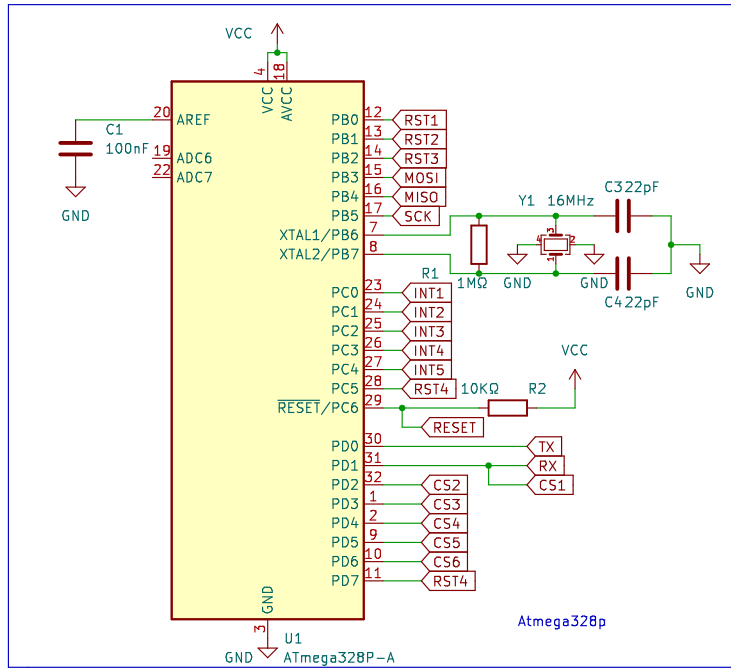 VCC
4
18
VCC
AVCC
20
AREF
C1
100nF
19
ADC6
22
ADC7
GND
PB0
12
RST1
PB1
13
RST2
PB2
14
RST3
PB3
15
MOSI
PB4
16
MISO
PB5
17
SCK
XTAL1/PB6
7
XTAL2/PB7
8
Y1 16MHz
3
4
2
1
C3 22pF
R1
1MΩ
GND
GND
C4 22pF
GND
PC0
23
INT1
PC1
24
INT2
PC2
25
INT3
PC3
26
INT4
PC4
27
INT5
PC5
28
RST4
RESET/PC6
29
VCC
10KΩ
R2
RESET
PD0
30
TX
PD1
31
RX
CS1
PD2
32
CS2
PD3
1
CS3
PD4
2
CS4
PD5
9
CS5
PD6
10
CS6
PD7
11
RST4
GND
3
GND
U1
ATmega328P-A
Atmega328p